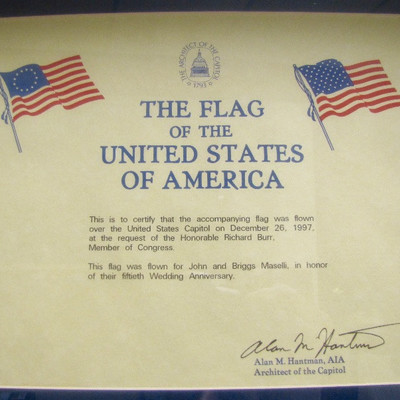 THE ARCHITECT OF THE CAPITOL
1793
THE FLAG
OF THE
UNITED STATES
OF AMERICA
This is to certify that the accompanying flag was flown
over the United States Capitol on December 26, 1997,
at the request of the Honorable Richard Burr,
Member of Congress.
This flag was flown for John and Briggs Maselli, in honor
of their fiftieth Wedding Anniversary.
Alan M Hantman
Alan M. Hantman, AIA
Architect of the Capitol